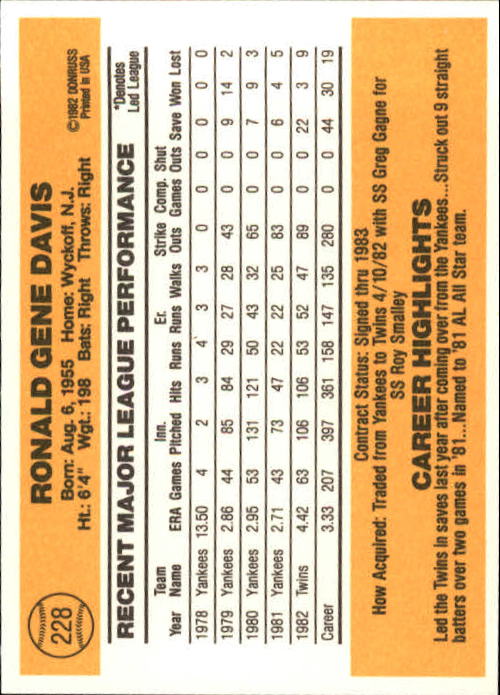 228
RONALD GENE DAVIS
©1982 DONRUSS
Printed in USA
Born: Aug. 6, 1955 Home: Wyckoff, N.J.
Ht.: 6'4" Wgt.: 198 Bats: Right Throws: Right
RECENT MAJOR LEAGUE PERFORMANCE
*Denotes
Led League
Team Inn. Er. Strike Comp. Shut
Year Name ERA Games Pitched Hits Runs Runs Walks Outs Games Outs Save Won Lost
1978 Yankees 13.50 4 2 3 4 3 3 0 0 0 0 0
1979 Yankees 2.86 44 85 84 29 27 28 43 0 0 9 14 2
1980 Yankees 2.95 53 131 121 50 43 32 65 0 0 7 9 3
1981 Yankees 2.71 43 73 47 22 22 25 83 0 0 6 4 5
1982 Twins 4.42 63 106 106 53 52 47 89 0 0 22 3 9
Career 3.33 207 397 361 158 147 135 280 0 0 44 30 19
Contract Status: Signed thru 1983
How Acquired: Traded from Yankees to Twins 4/10/82 with SS Greg Gagne for
SS Roy Smalley
CAREER HIGHLIGHTS
Led the Twins in saves last year after coming over from the Yankees...Struck out 9 straight
batters over two games in '81...Named to '81 AL All Star team.